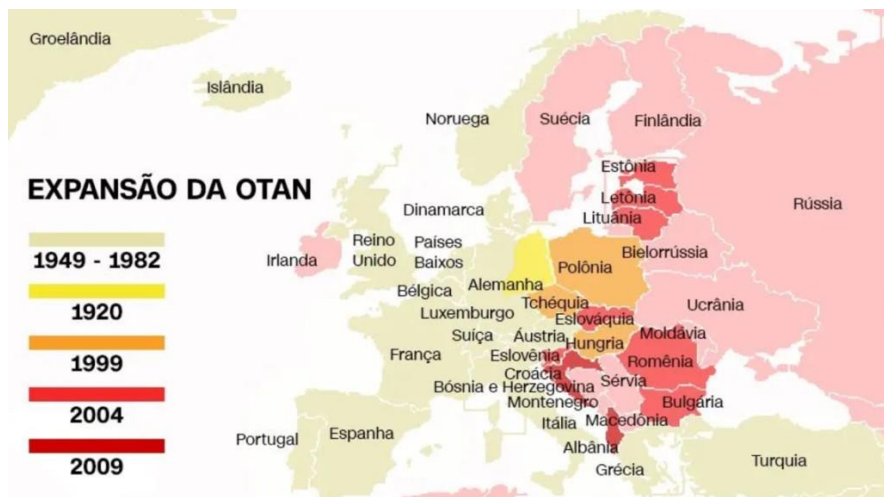 Groelândia
Islândia
Noruega
Suécia
Finlândia
Estônia
EXPANSÃO DA OTAN
Letônia
Rússia
Dinamarca
Lituânia
1949 - 1982
Irlanda
Reino
Unido
Países
Baixos
Bielorrússia
Polônia
Alemanha
Bélgica
1920
Tchéquia
Ucrânia
Luxemburgo
Eslováquia
Suíça
Áustria
Hungria
Moldávia
1999
França
Eslovênia
Romênia
Croácia
Sérvia
Bósnia e Herzegovina
Montenegro
Bulgária
2004
Portugal
Espanha
Itália
Macedônia
Albânia
2009
Grécia
Turquia